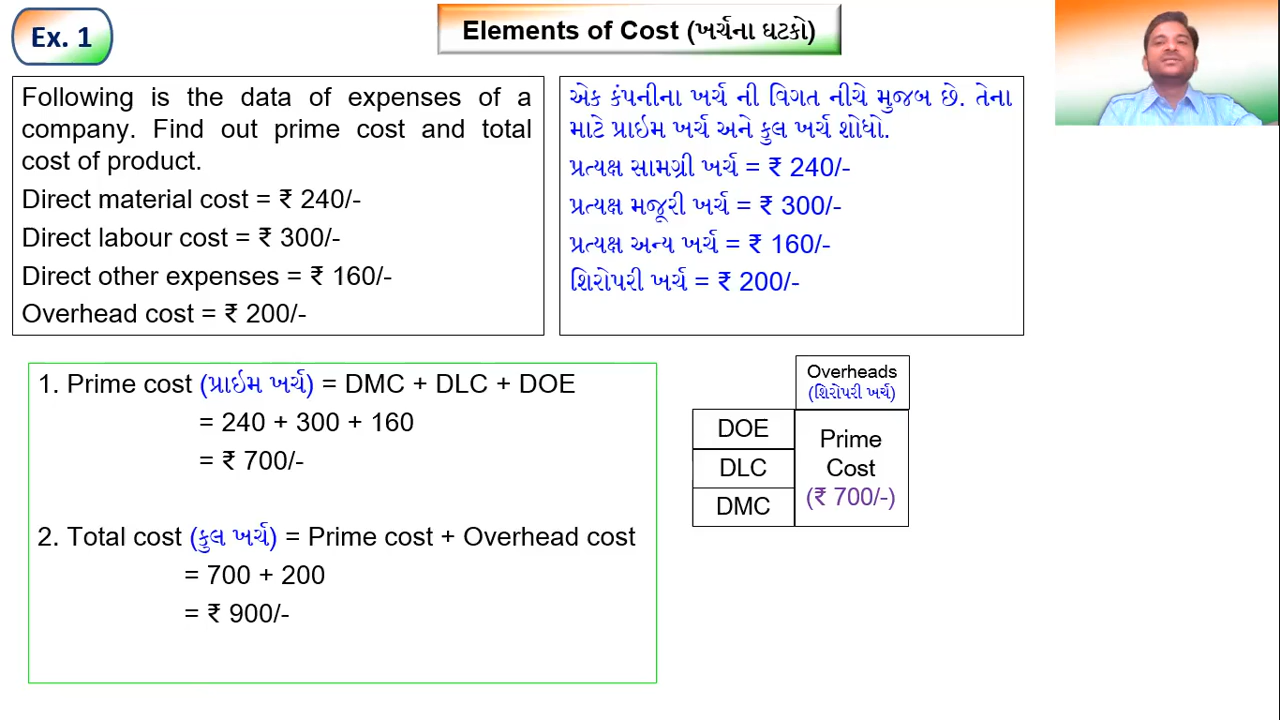 Ex. 1
Elements of Cost (ખર્ચના ઘટકો)
Following is the data of expenses of a
company. Find out prime cost and total
cost of product.
Direct material cost = ₹ 240/-
Direct labour cost = ₹ 300/-
Direct other expenses = ₹ 160/-
Overhead cost = ₹ 200/-
એક કંપનીના ખર્ચ ની વિગત નીચે મુજબ છે. તેના
માટે પ્રાઇમ ખર્ચ અને કુલ ખર્ચ શોધો.
પ્રત્યક્ષ સામગ્રી ખર્ચ = ₹ 240/-
પ્રત્યક્ષ મજૂરી ખર્ચ = ₹ 300/-
પ્રત્યક્ષ અન્ય ખર્ચ = ₹ 160/-
શિરોપરી ખર્ચ = ₹ 200/-
1. Prime cost (પ્રાઇમ ખર્ચ) = DMC + DLC + DOE
= 240 + 300 + 160
= ₹ 700/-
2. Total cost (કુલ ખર્ચ) = Prime cost + Overhead cost
= 700 + 200
= ₹ 900/-
Overheads
(શિરોપરી ખર્ચ)
DOE
DLC
DMC
Prime
Cost
(₹ 700/-)